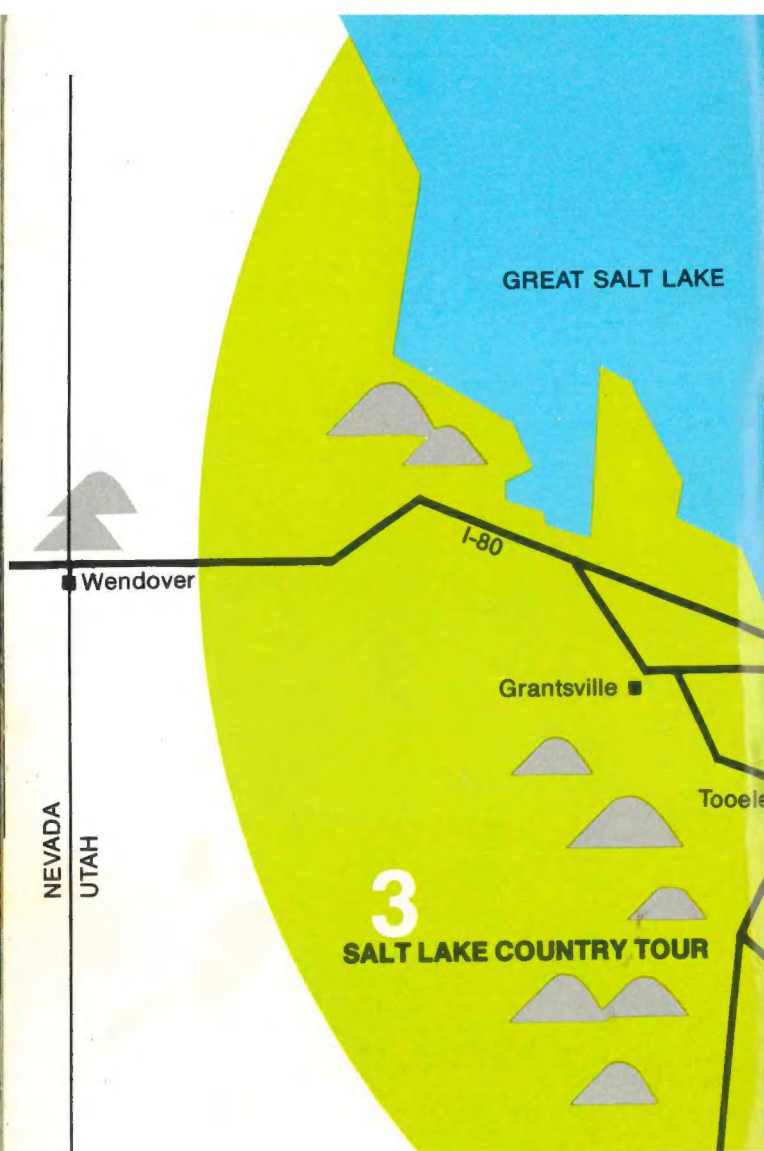 GREAT SALT LAKE
I-80
Wendover
Grantsville
Tooele
NEVADA
UTAH
3
SALT LAKE COUNTRY TOUR